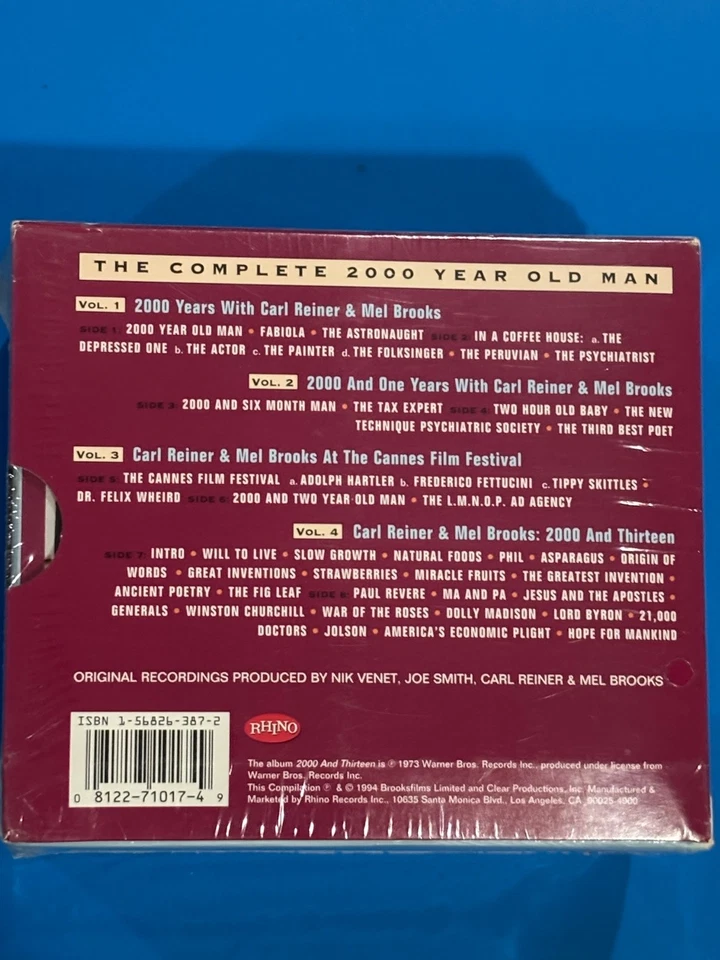 THE COMPLETE 2000 YEAR OLD MAN
VOL. 1 2000 Years With Carl Reiner & Mel Brooks
SIDE 1: 2000 YEAR OLD MAN • FABIOLA • THE ASTRONAUGHT SIDE 2: IN A COFFEE HOUSE: a. THE
DEPRESSED ONE b. THE ACTOR c. THE PAINTER d. THE FOLKSINGER • THE PERUVIAN • THE PSYCHIATRIST
VOL. 2 2000 And One Years With Carl Reiner & Mel Brooks
SIDE 3: 2000 AND SIX MONTH MAN • THE TAX EXPERT SIDE 4: TWO HOUR OLD BABY • THE NEW
TECHNIQUE PSYCHIATRIC SOCIETY • THE THIRD BEST POET
VOL. 3 Carl Reiner & Mel Brooks At The Cannes Film Festival
SIDE 5: THE CANNES FILM FESTIVAL a. ADOLPH HARTLER b. FREDERICO FETTUCINI c. TIPPY SKITTLES •
DR. FELIX WHEIRD SIDE 6: 2000 AND TWO YEAR OLD MAN • THE L.M.N.O.P. AD AGENCY
VOL. 4 Carl Reiner & Mel Brooks: 2000 And Thirteen
SIDE 7: INTRO • WILL TO LIVE • SLOW GROWTH • NATURAL FOODS • PHIL • ASPARAGUS • ORIGIN OF
WORDS • GREAT INVENTIONS • STRAWBERRIES • MIRACLE FRUITS • THE GREATEST INVENTION •
ANCIENT POETRY • THE FIG LEAF SIDE 8: PAUL REVERE • MA AND PA • JESUS AND THE APOSTLES •
GENERALS • WINSTON CHURCHILL • WAR OF THE ROSES • DOLLY MADISON • LORD BYRON • 21,000
DOCTORS • JOLSON • AMERICA'S ECONOMIC PLIGHT • HOPE FOR MANKIND
ORIGINAL RECORDINGS PRODUCED BY NIK VENET, JOE SMITH, CARL REINER & MEL BROOKS
ISBN 1-56826-387-2
0 8122-71017-4 9
RHINO
The album 2000 And Thirteen is ℗ 1973 Warner Bros. Records Inc., produced under license from
Warner Bros. Records Inc.
This Compilation ℗ & © 1994 Brooksfilms Limited and Clear Productions, Inc. Manufactured &
Marketed by Rhino Records Inc., 10635 Santa Monica Blvd., Los Angeles, CA 90025-4900